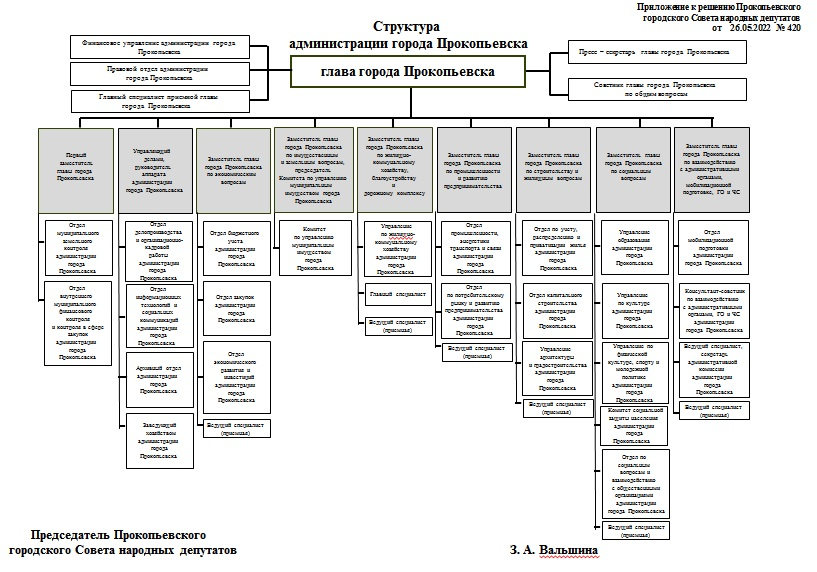 Приложение к решению Прокопьевского
городского Совета народных депутатов
от 26.05.2022 № 420
Структура
администрации города Прокопьевска
Финансовое управление администрации города
Прокопьевска
Правовой отдел администрации
города Прокопьевска
Главный специалист приемной главы
города Прокопьевска
глава города Прокопьевска
Пресс – секретарь главы города Прокопьевска
Советник главы города Прокопьевска
по общим вопросам
Первый
заместитель
главы города
Прокопьевска
Отдел
муниципального
земельного
контроля
администрации
города
Прокопьевска
Отдел
внутреннего
муниципального
финансового
контроля
и контроля в сфере
закупок
администрации
города
Прокопьевска
Управляющий
делами,
руководитель
аппарата
администрации
города Прокопьевска
Отдел
делопроизводства
и организационно-
кадровой
работы
администрации
города
Прокопьевска
Отдел
информационных
технологий и
социальных
коммуникаций
администрации
города
Прокопьевска
Архивный отдел
администрации
города
Прокопьевска
Заведующий
хозяйством
администрации
города
Прокопьевска
Заместитель главы
города Прокопьевска
по экономическим
вопросам
Отдел бюджетного
учета
администрации
города
Прокопьевска
Отдел закупок
администрации
города
Прокопьевска
Отдел
экономического
развития и
инвестиций
администрации
города
Прокопьевска
Ведущий специалист
(приемная)
Заместитель главы
города Прокопьевска
по имущественным
и земельным вопросам,
председатель
Комитета по управлению
муниципальным
имуществом города
Прокопьевска
Комитет
по управлению
муниципальным
имуществом
города
Прокопьевска
Заместитель главы
города Прокопьевска
по жилищно-
коммунальному
хозяйству,
благоустройству
и
дорожному комплексу
Управление
по жилищно-
коммунальному
хозяйству
администрации
города
Прокопьевска
Главный специалист
Ведущий специалист
(приемная)
Заместитель главы
города Прокопьевска
по промышленности
и развитию
предпринимательства
Отдел
промышленности,
энергетики
транспорта и связи
администрации
города
Прокопьевска
Отдел
по потребительскому
рынку и развитию
предпринимательства
администрации
города
Прокопьевска
Ведущий специалист
(приемная)
Заместитель главы
города Прокопьевска
по строительству и
жилищным вопросам
Отдел по учету,
распределению и
приватизации жилья
администрации
города
Прокопьевска
Отдел капитального
строительства
администрации
города
Прокопьевска
Управление
архитектуры
и градостроительства
администрации
города
Прокопьевска
Ведущий специалист
(приемная)
Заместитель главы
города Прокопьевска
по социальным
вопросам
Управление
образования
администрации
города
Прокопьевска
Управление
по культуре
администрации
города
Прокопьевска
Управление по
физической
культуре, спорту и
молодежной
политике
администрации
города
Прокопьевска
Комитет социальной
защиты населения
администрации
города
Прокопьевска
Отдел по
социальным
вопросам и
взаимодействию
с общественными
организациями
администрации
города Прокопьевска
Ведущий специалист
(приемная)
Заместитель главы
города Прокопьевска
по взаимодействию
с административными
органами,
мобилизационной
подготовке, ГО и ЧС
Отдел
мобилизационной
подготовки
администрации
города
Прокопьевска
Консультант-советник
по взаимодействию
с административными
органами, ГО и ЧС
администрации
города
Прокопьевска
Ведущий специалист,
секретарь
административной
комиссии
администрации
города
Прокопьевска
Ведущий специалист
(приемная)
Председатель Прокопьевского
городского Совета народных депутатов
З. А. Вальшина